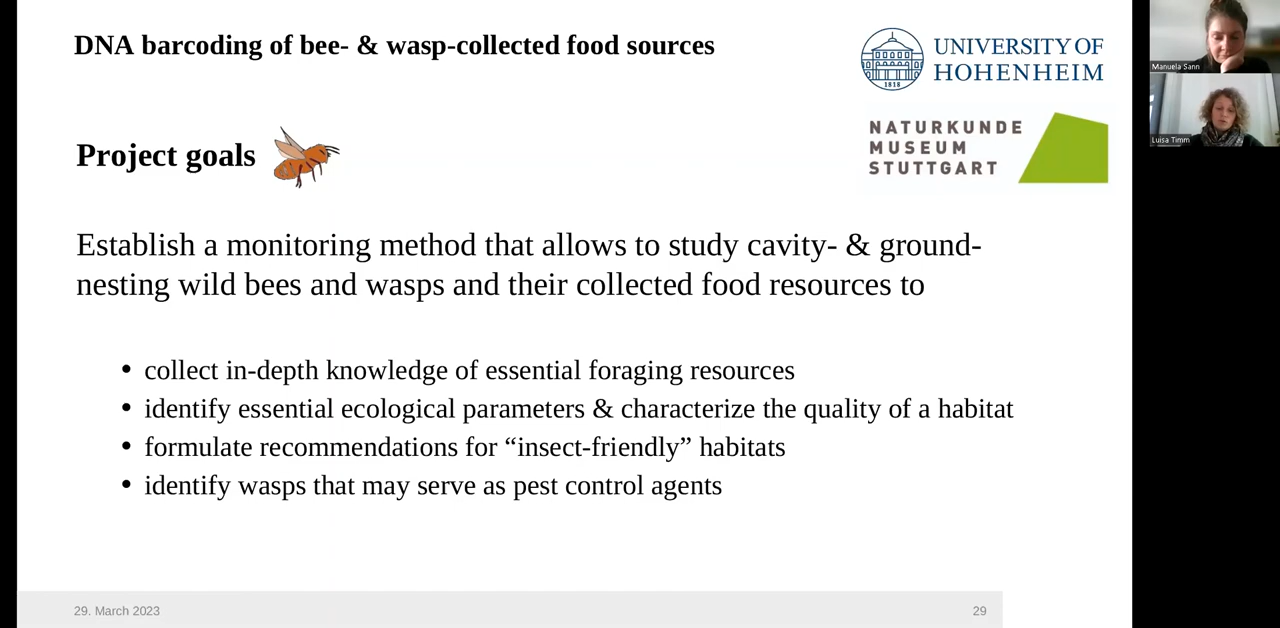 DNA barcoding of bee- & wasp-collected food sources
UNIVERSITY OF
HOHENHEIM
1818
NATURKUNDE
MUSEUM
STUTTGART
Project goals
Establish a monitoring method that allows to study cavity- & ground-
nesting wild bees and wasps and their collected food resources to
• collect in-depth knowledge of essential foraging resources
• identify essential ecological parameters & characterize the quality of a habitat
• formulate recommendations for “insect-friendly” habitats
• identify wasps that may serve as pest control agents
29. March 2023
29
Manuela Sann
Luisa Timm